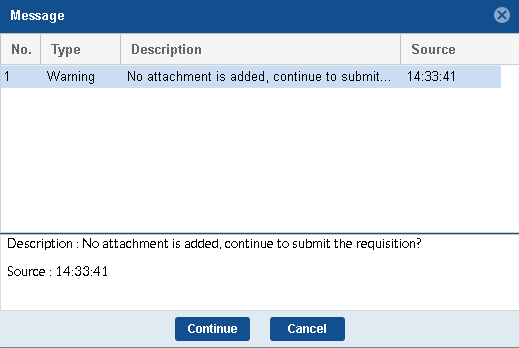 Message
No. Type Description Source
1 Warning No attachment is added, continue to submit... 14:33:41
Description : No attachment is added, continue to submit the requisition?
Source : 14:33:41
Continue Cancel